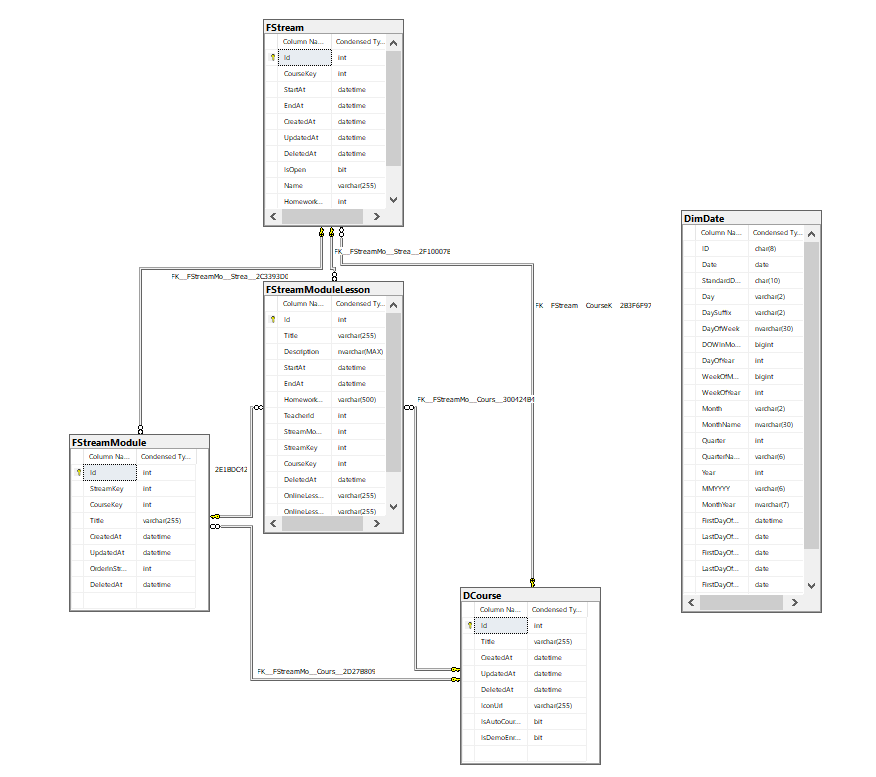 FStream
Column Na... Condensed Ty...
Id int
CourseKey int
StartAt datetime
EndAt datetime
CreatedAt datetime
UpdatedAt datetime
DeletedAt datetime
IsOpen bit
Name varchar(255)
Homework... int
DimDate
Column Na... Condensed Ty...
ID char(8)
Date date
StandardD... char(10)
Day varchar(2)
DaySuffix varchar(2)
DayOfWeek nvarchar(30)
DOWInMo... bigint
DayOfYear int
WeekOfM... bigint
WeekOfYear int
Month varchar(2)
MonthName nvarchar(30)
Quarter int
QuarterNa... varchar(6)
Year int
MMYYYY varchar(6)
MonthYear nvarchar(7)
FirstDayOf... datetime
LastDayOf... date
FirstDayOf... date
LastDayOf... date
FirstDayOf... date
FK__FStreamMo__Strea__2F10007B
FK__FStreamMo__Strea__2C3393D0
FK__FStream__CourseK__2B3F6F97
FStreamModuleLesson
Column Na... Condensed Ty...
Id int
Title varchar(255)
Description nvarchar(MAX)
StartAt datetime
EndAt datetime
Homework... varchar(500)
TeacherId int
StreamMo... int
StreamKey int
CourseKey int
DeletedAt datetime
OnlineLess... varchar(255)
OnlineLess... varchar(255)
FK__FStreamMo__Cours__300424B4
FStreamModule
Column Na... Condensed Ty...
Id int
StreamKey int
CourseKey int
Title varchar(255)
CreatedAt datetime
UpdatedAt datetime
OrderInStr... int
DeletedAt datetime
2E1BDC42
DCourse
Column Na... Condensed Ty...
Id int
Title varchar(255)
CreatedAt datetime
UpdatedAt datetime
DeletedAt datetime
IconUrl varchar(255)
IsAutoCour... bit
IsDemoEnr... bit
FK__FStreamMo__Cours__2D27B809